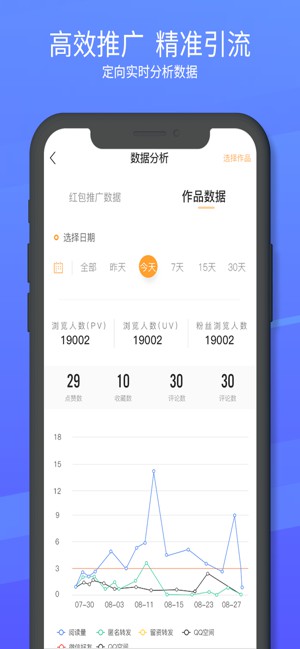 高效推广 精准引流
定向实时分析数据
数据分析
选择作品
红包推广数据
作品数据
选择日期
全部 昨天 今天 7天 15天 30天
浏览人数(PV) 浏览人数(UV) 粉丝浏览人数
19002 19002 19002
29 10 30 30
点赞数 收藏数 评论数 评论数
18
15
12
9
6
3
0
07-30 08-03 08-11 08-15 08-23 08-27
阅读量 匿名转发 留资转发 QQ空间
微信好友 QQ空间